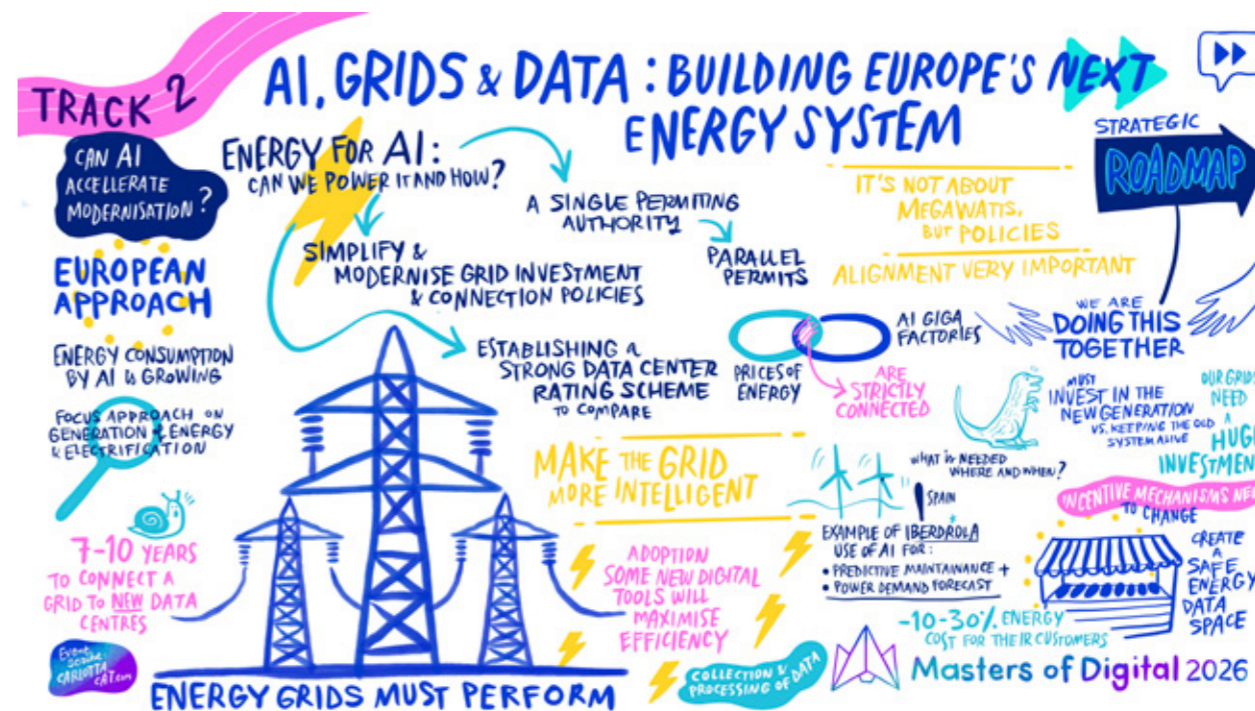 TRACK 2
AI, GRIDS & DATA : BUILDING EUROPE'S NEXT
ENERGY SYSTEM
CAN AI
ACCELLERATE
MODERNISATION ?
EUROPEAN
APPROACH
ENERGY CONSUMPTION
BY AI IS GROWING
FOCUS APPROACH ON
GENERATION & ENERGY
& ELECTRIFICATION
7-10 YEARS
TO CONNECT A
GRID TO NEW DATA
CENTRES
Event
scribe:
CARLOTTA
CAT.com
ENERGY FOR AI:
CAN WE POWER IT AND HOW?
A SINGLE PERMITING
AUTHORITY
PARALLEL
PERMITS
SIMPLIFY &
MODERNISE GRID INVESTMENT
& CONNECTION POLICIES
ESTABLISHING A
STRONG DATA CENTER
RATING SCHEME
TO COMPARE
MAKE THE GRID
MORE INTELLIGENT
ADOPTION
SOME NEW DIGITAL
TOOLS WILL
MAXIMISE
EFFICIENCY
COLLECTION &
PROCESSING OF DATA
ENERGY GRIDS MUST PERFORM
IT'S NOT ABOUT
MEGAWATTS,
BUT POLICIES
ALIGNMENT VERY IMPORTANT
PRICES OF
ENERGY
AI GIGA
FACTORIES
ARE
STRICTLY
CONNECTED
STRATEGIC
ROADMAP
WE ARE
DOING THIS
TOGETHER
MUST
INVEST IN THE
NEW GENERATION
VS. KEEPING THE OLD
SYSTEM ALIVE
OUR GRIDS
NEED
A
HUGE
INVESTMEN
WHAT IS NEEDED
WHERE AND WHEN?
SPAIN
EXAMPLE OF IBERDROLA
USE OF AI FOR:
• PREDICTIVE MAINTAINANCE +
• POWER DEMAND FORECAST
-10-30% ENERGY
COST FOR THEIR CUSTOMERS
INCENTIVE MECHANISMS NE
TO CHANGE
CREATE
A
SAFE
ENERGY
DATA
SPACE
Masters of Digital 2026